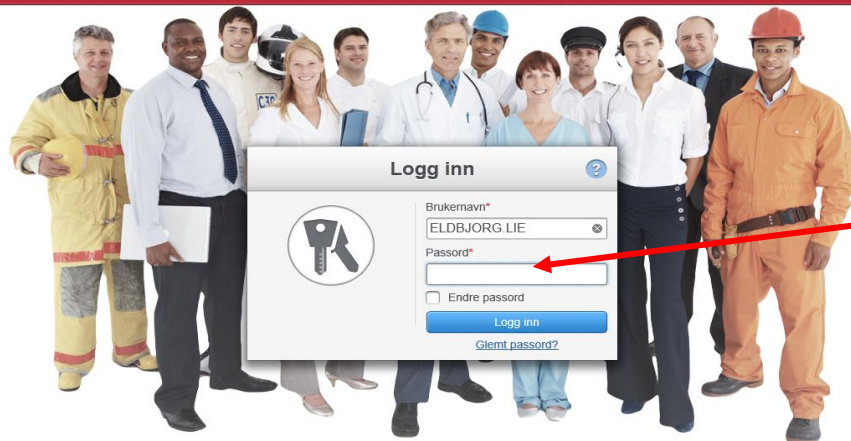 Logg inn
?
Brukernavn*
ELDBJORG.LIE
Passord*
Endre passord
Logg inn
Glemt passord?